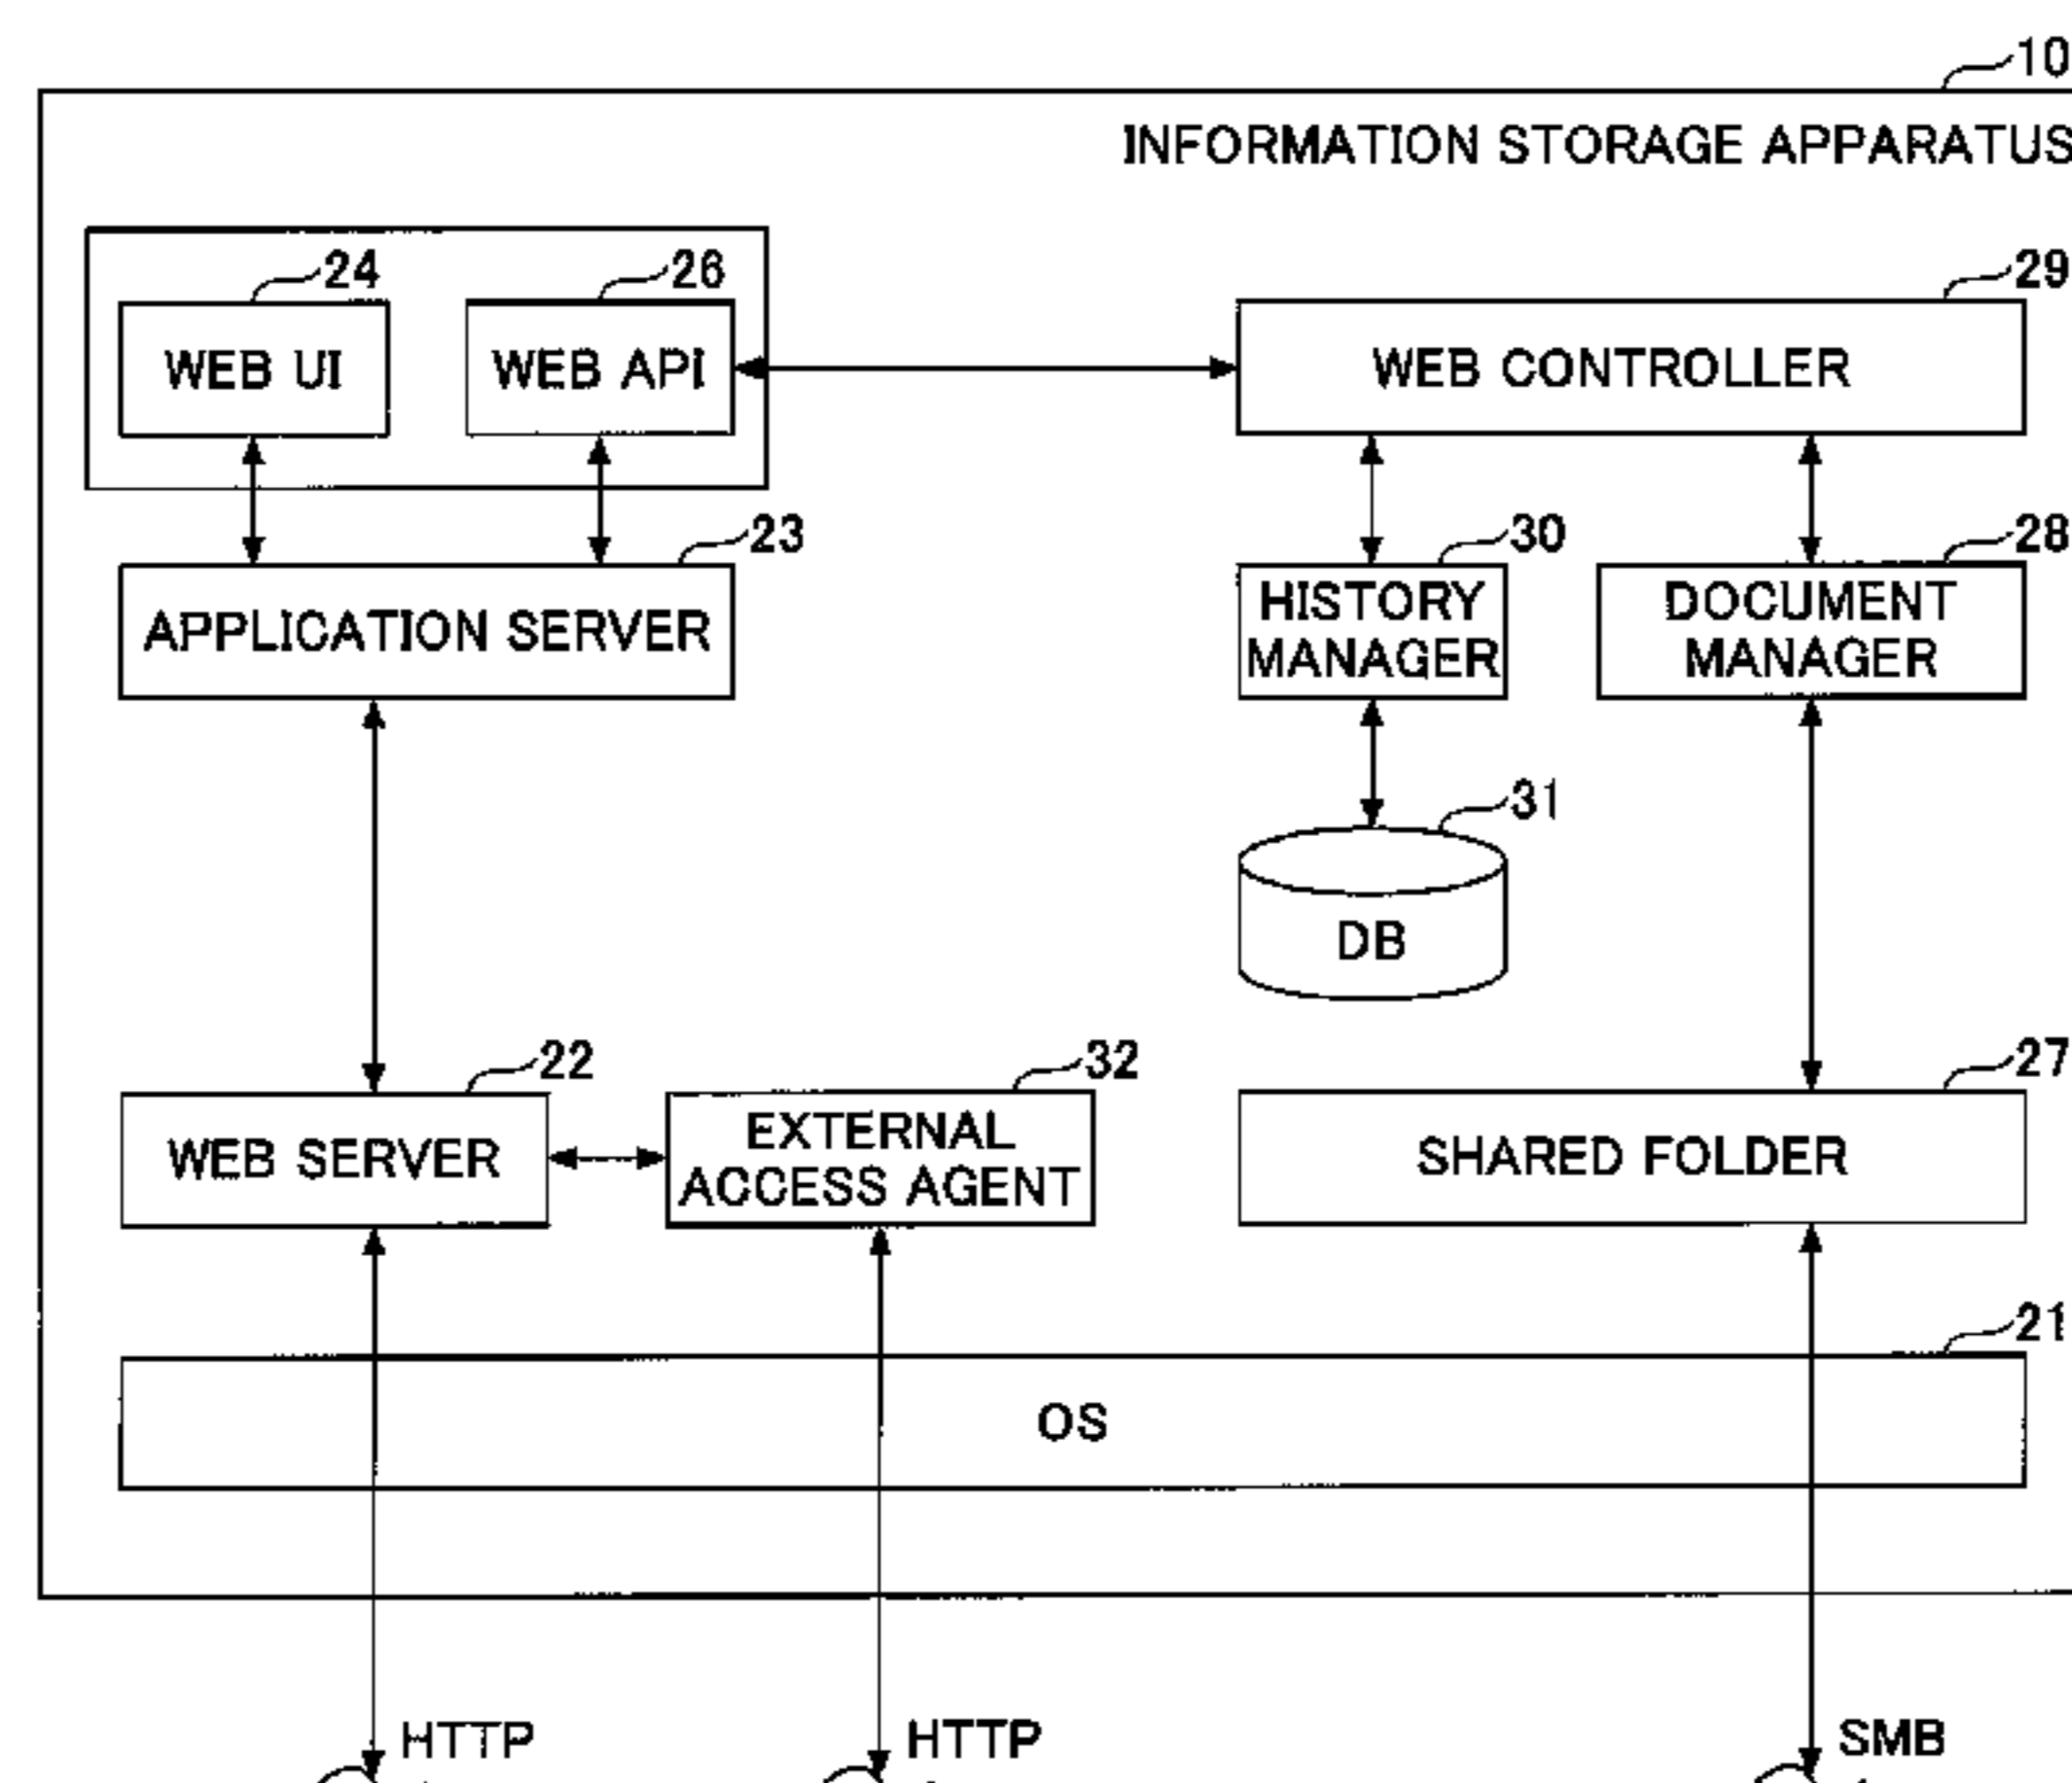 10
INFORMATION STORAGE APPARATUS
24
26
29
WEB UI
WEB API
WEB CONTROLLER
23
30
28
APPLICATION SERVER
HISTORY
MANAGER
DOCUMENT
MANAGER
31
DB
22
32
27
WEB SERVER
EXTERNAL
ACCESS AGENT
SHARED FOLDER
21
OS
HTTP
HTTP
SMB